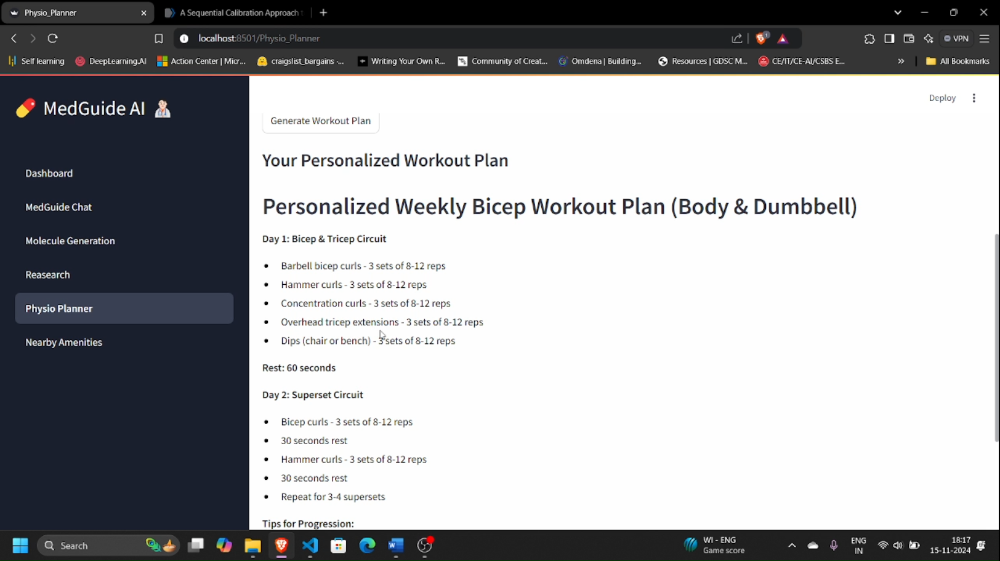 Physio_Planner
A Sequential Calibration Approach
localhost:8501/Physio_Planner
1
VPN
Self learning
DeepLearning.AI
Action Center | Micr...
craigslist_bargains ·...
Writing Your Own R...
Community of Creat...
Omdena | Building...
Resources | GDSC M...
CE/IT/CE-AI/CSBS E...
»
All Bookmarks
MedGuide AI
Deploy
Dashboard
MedGuide Chat
Molecule Generation
Reasearch
Physio Planner
Nearby Amenities
Generate Workout Plan
Your Personalized Workout Plan
Personalized Weekly Bicep Workout Plan (Body & Dumbbell)
Day 1: Bicep & Tricep Circuit
• Barbell bicep curls - 3 sets of 8-12 reps
• Hammer curls - 3 sets of 8-12 reps
• Concentration curls - 3 sets of 8-12 reps
• Overhead tricep extensions - 3 sets of 8-12 reps
• Dips (chair or bench) - 3 sets of 8-12 reps
Rest: 60 seconds
Day 2: Superset Circuit
• Bicep curls - 3 sets of 8-12 reps
• 30 seconds rest
• Hammer curls - 3 sets of 8-12 reps
• 30 seconds rest
• Repeat for 3-4 supersets
Tips for Progression:
Search
WI - ENG
Game score
ENG
IN
18:17
15-11-2024